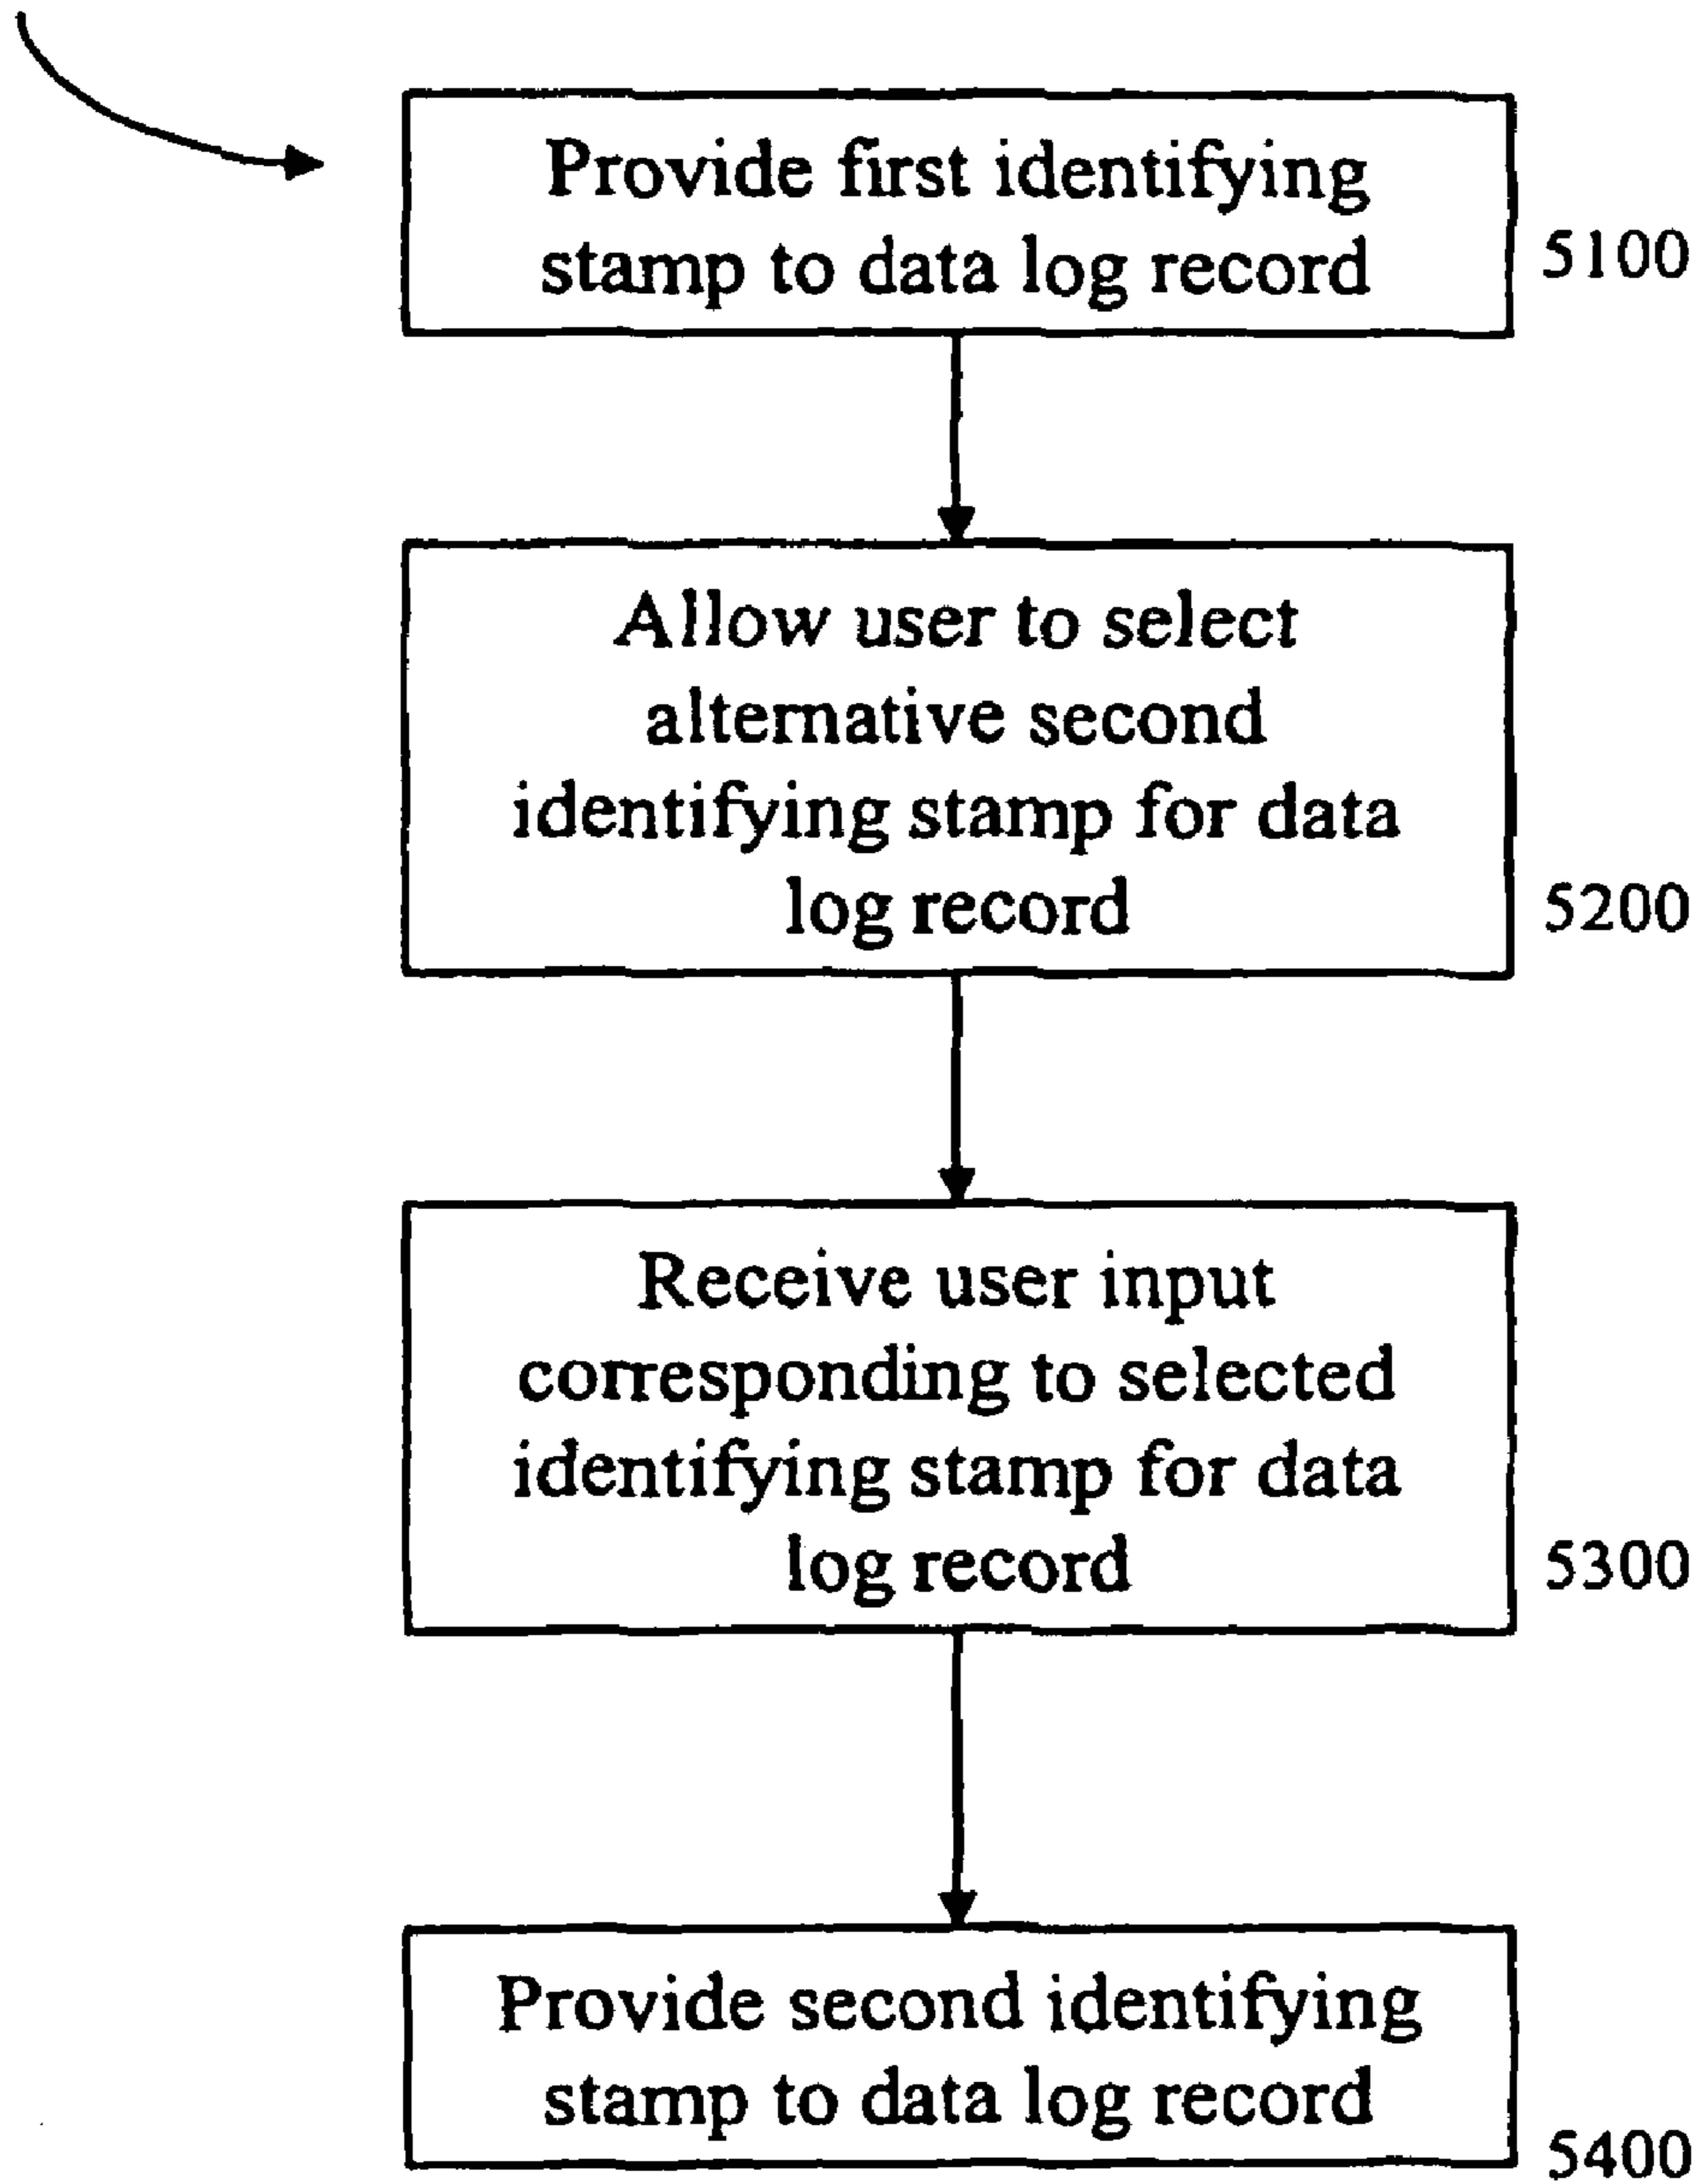 Provide first identifying
stamp to data log record
5100
Allow user to select
alternative second
identifying stamp for data
log record
5200
Receive user input
corresponding to selected
identifying stamp for data
log record
5300
Provide second identifying
stamp to data log record
5400